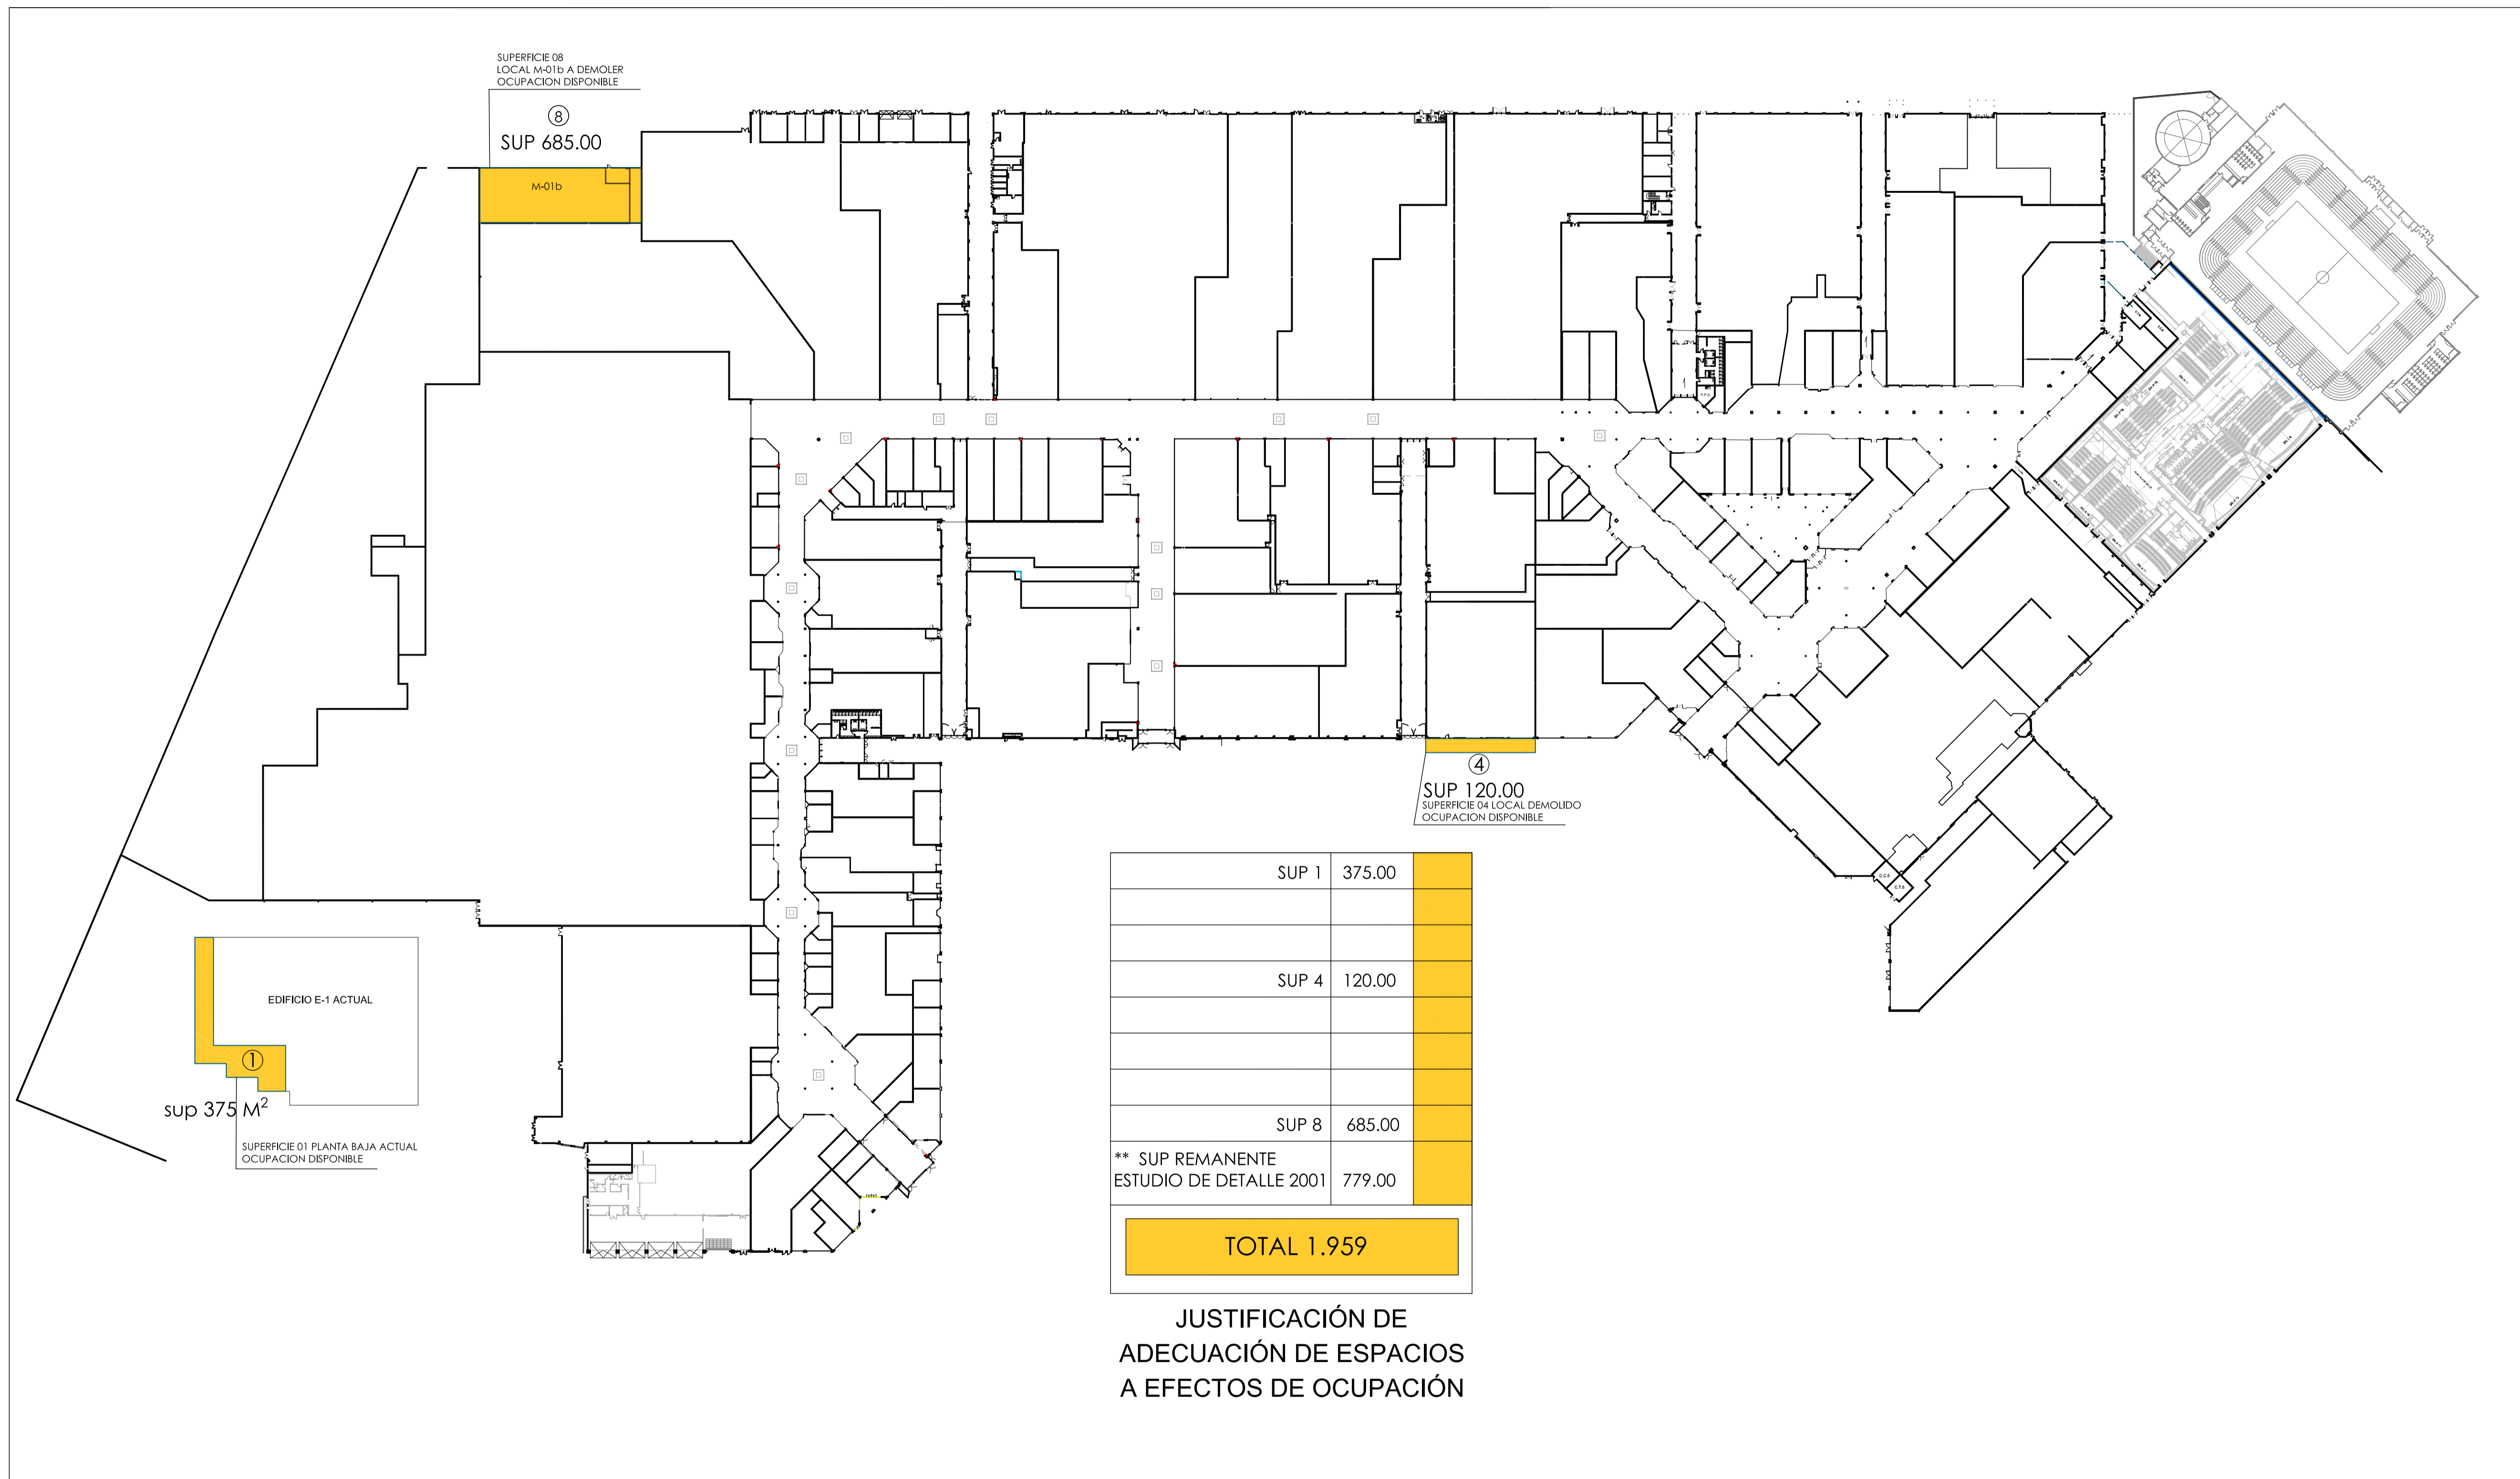 SUPERFICIE 08
LOCAL M-01b A DEMOLER
OCUPACION DISPONIBLE
8
SUP 685.00
M-01b
4
SUP 120.00
SUPERFICIE 04 LOCAL DEMOLIDO
OCUPACION DISPONIBLE
C.C.5
C.T.5
EDIFICIO E-1 ACTUAL
1
sup 375 M²
SUPERFICIE 01 PLANTA BAJA ACTUAL
OCUPACION DISPONIBLE
SUP 1 375.00
SUP 4 120.00
SUP 8 685.00
** SUP REMANENTE
ESTUDIO DE DETALLE 2001 779.00
TOTAL 1.959
JUSTIFICACIÓN DE
ADECUACIÓN DE ESPACIOS
A EFECTOS DE OCUPACIÓN